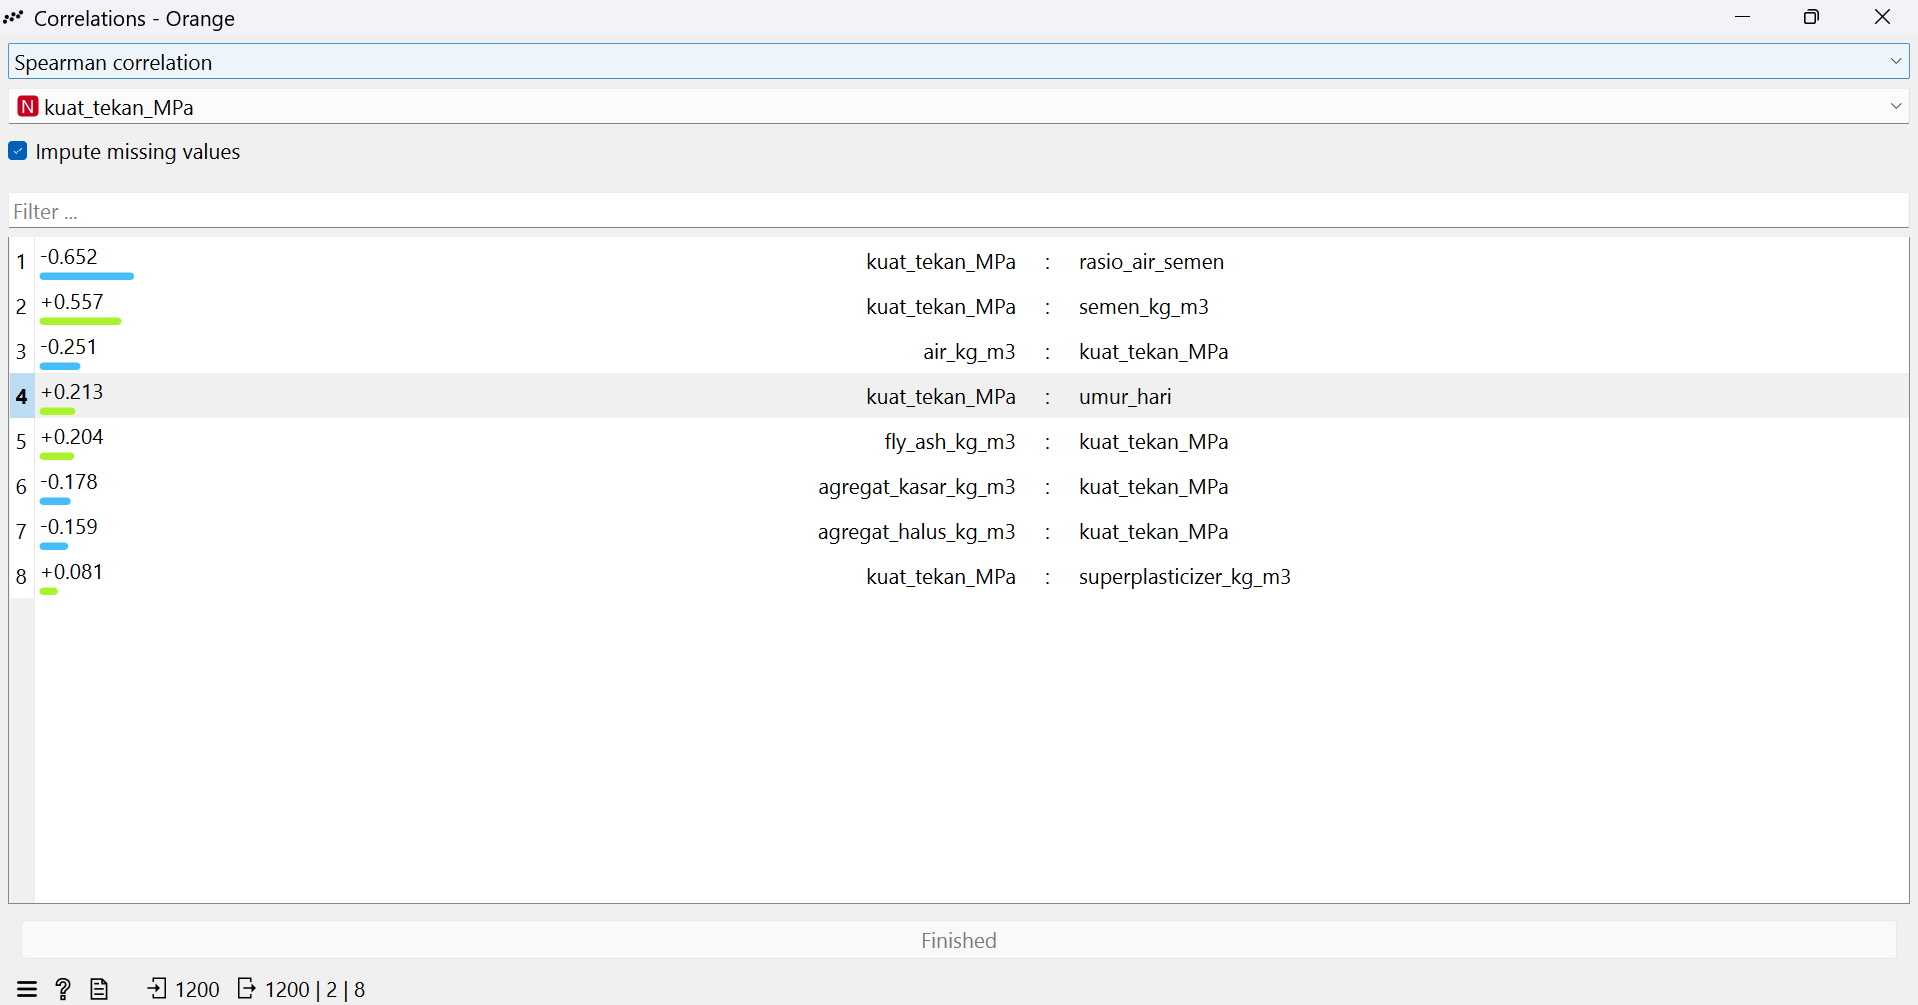 Correlations - Orange
Spearman correlation
N kuat_tekan_MPa
Impute missing values
Filter ...
1 -0.652 kuat_tekan_MPa : rasio_air_semen
2 +0.557 kuat_tekan_MPa : semen_kg_m3
3 -0.251 air_kg_m3 : kuat_tekan_MPa
4 +0.213 kuat_tekan_MPa : umur_hari
5 +0.204 fly_ash_kg_m3 : kuat_tekan_MPa
6 -0.178 agregat_kasar_kg_m3 : kuat_tekan_MPa
7 -0.159 agregat_halus_kg_m3 : kuat_tekan_MPa
8 +0.081 kuat_tekan_MPa : superplasticizer_kg_m3
Finished
? 1200 1200 | 2 | 8